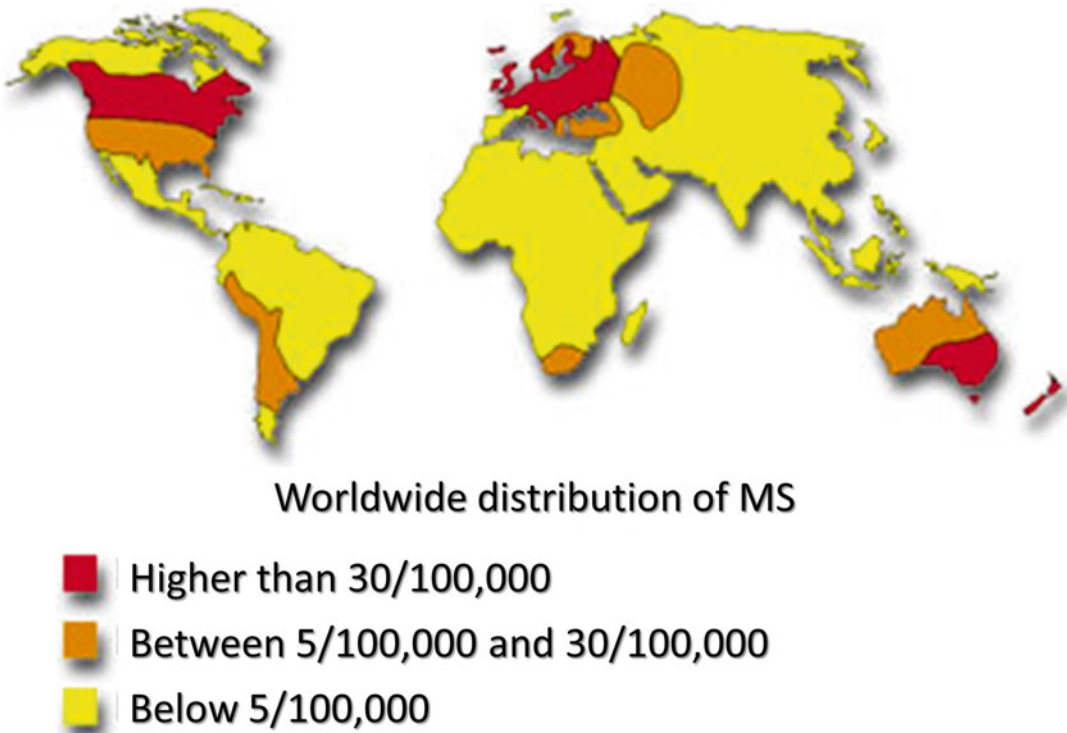 Worldwide distribution of MS
Higher than 30/100,000
Between 5/100,000 and 30/100,000
Below 5/100,000